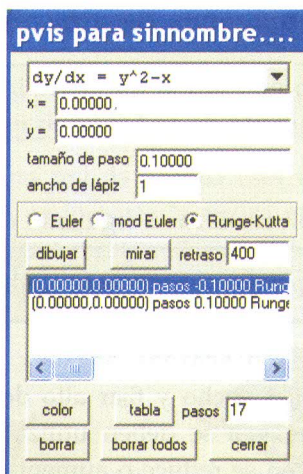 pvis para sinnombre....
dy/dx = y^2-x
x = 0.00000.
y = 0.00000
tamaño de paso 0.10000
ancho de lápiz 1
Euler mod Euler Runge-Kutta
dibujar mirar retraso 400
(0.00000,0.00000) pasos -0.10000 Rung
(0.00000,0.00000) pasos 0.10000 Runge
color tabla pasos 17
borrar borrar todos cerrar